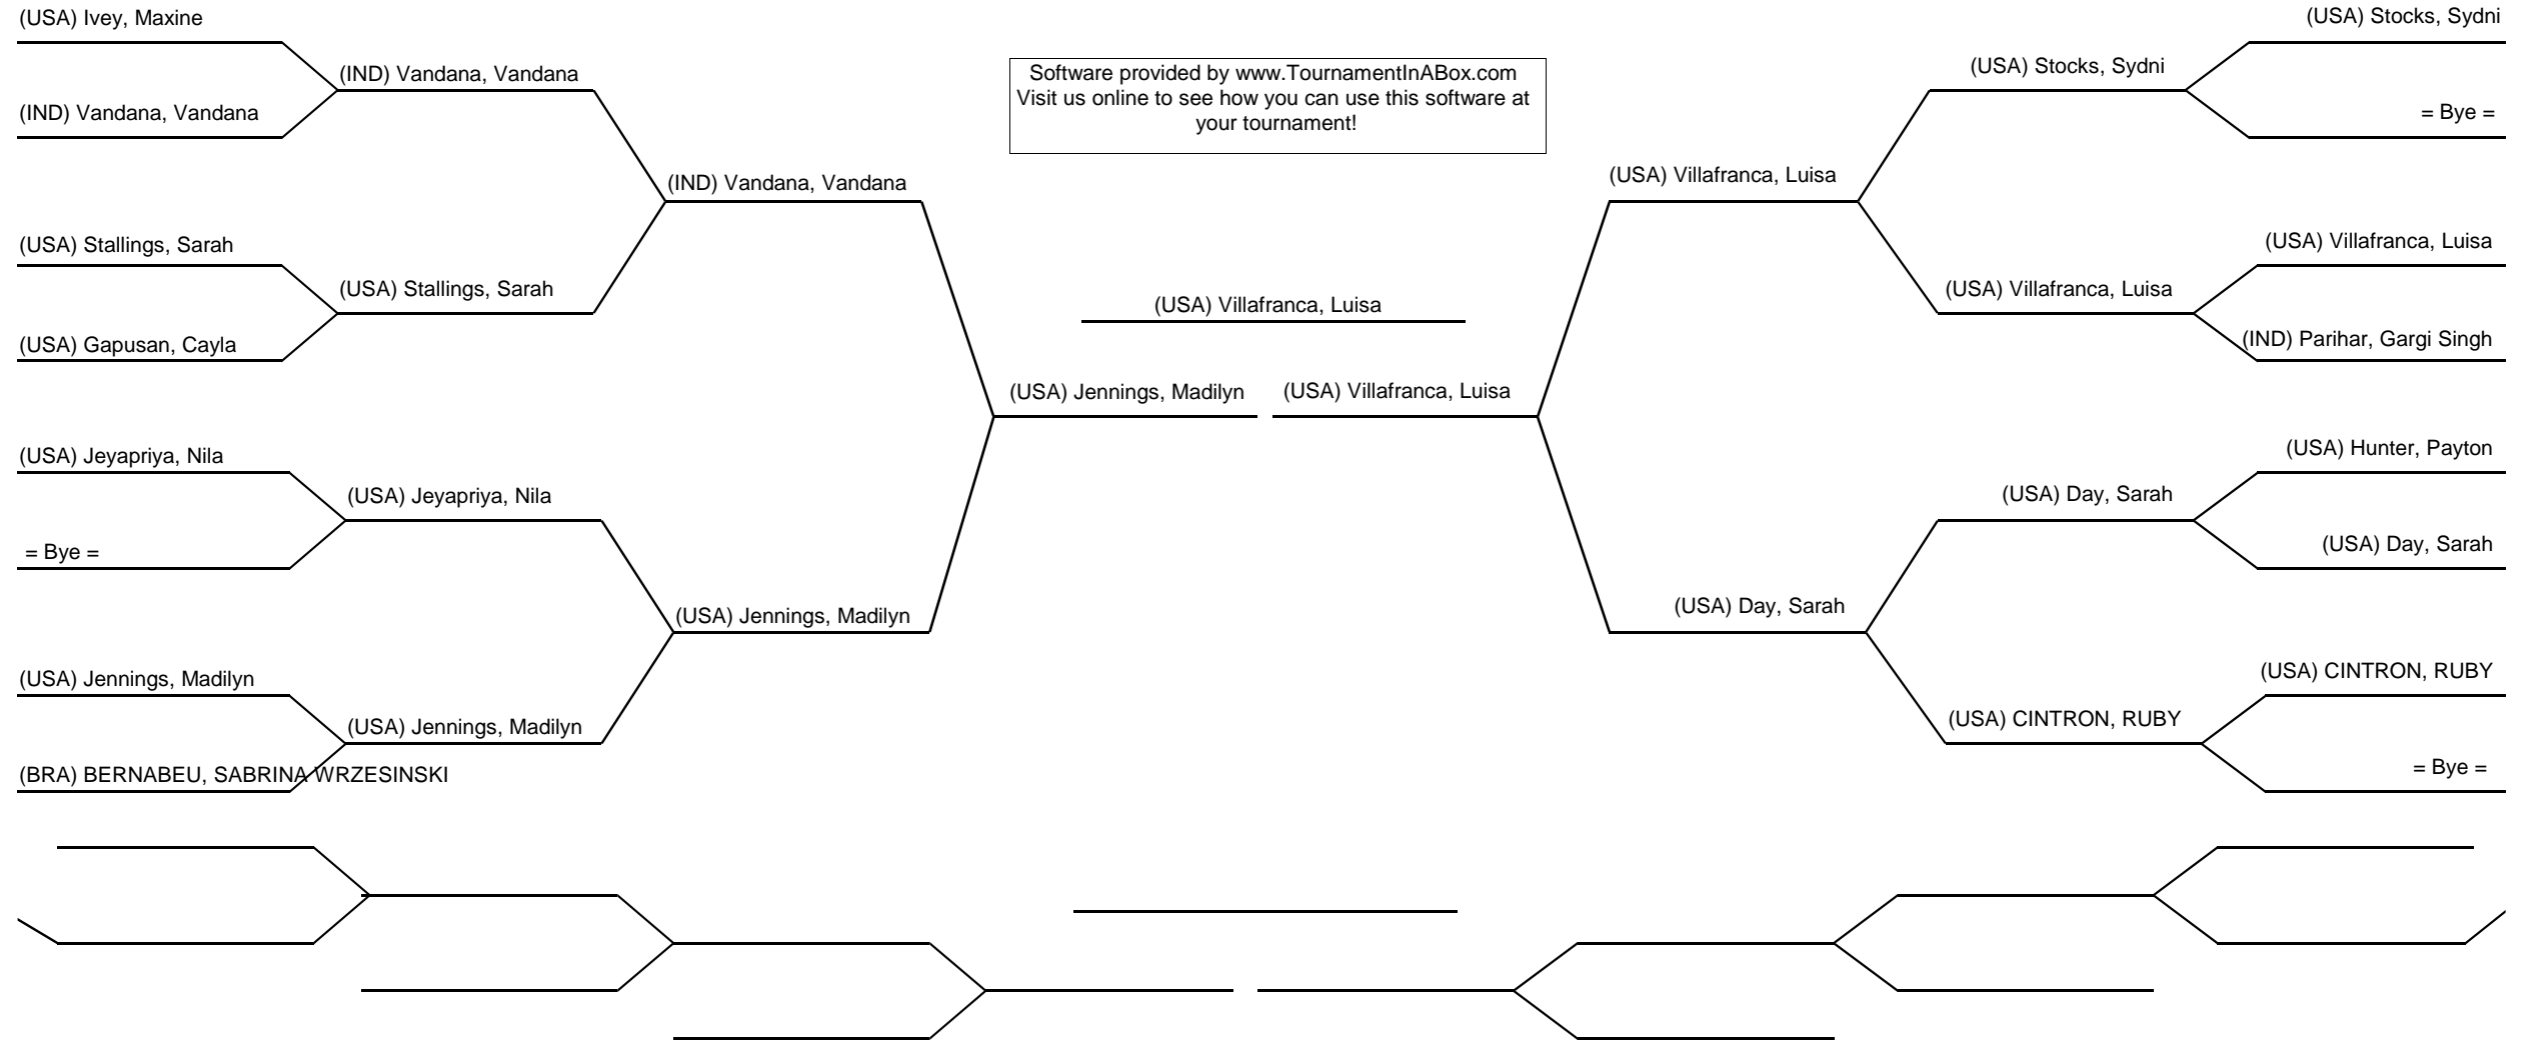 (USA) Ivey, Maxine
(IND) Vandana, Vandana
(IND) Vandana, Vandana
(IND) Vandana, Vandana
(USA) Stallings, Sarah
(USA) Stallings, Sarah
(USA) Gapusan, Cayla
(USA) Jeyapriya, Nila
(USA) Jeyapriya, Nila
= Bye =
(USA) Jennings, Madilyn
(USA) Jennings, Madilyn
(USA) Jennings, Madilyn
(BRA) BERNABEU, SABRINA WRZESINSKI
Software provided by www.TournamentInABox.com
Visit us online to see how you can use this software at
your tournament!
(USA) Villafranca, Luisa
(USA) Jennings, Madilyn
(USA) Villafranca, Luisa
(USA) Stocks, Sydni
(USA) Stocks, Sydni
= Bye =
(USA) Villafranca, Luisa
(USA) Villafranca, Luisa
(USA) Villafranca, Luisa
(IND) Parihar, Gargi Singh
(USA) Hunter, Payton
(USA) Day, Sarah
(USA) Day, Sarah
(USA) Day, Sarah
(USA) CINTRON, RUBY
(USA) CINTRON, RUBY
= Bye =